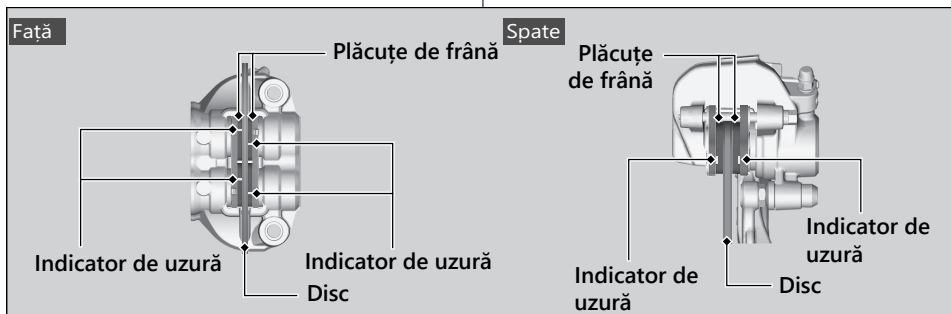 Față
Plăcuțe de frână
Indicator de uzură
Indicator de uzură
Disc
Spate
Plăcuțe
de frână
Indicator de
uzură
Indicator de
uzură
Disc